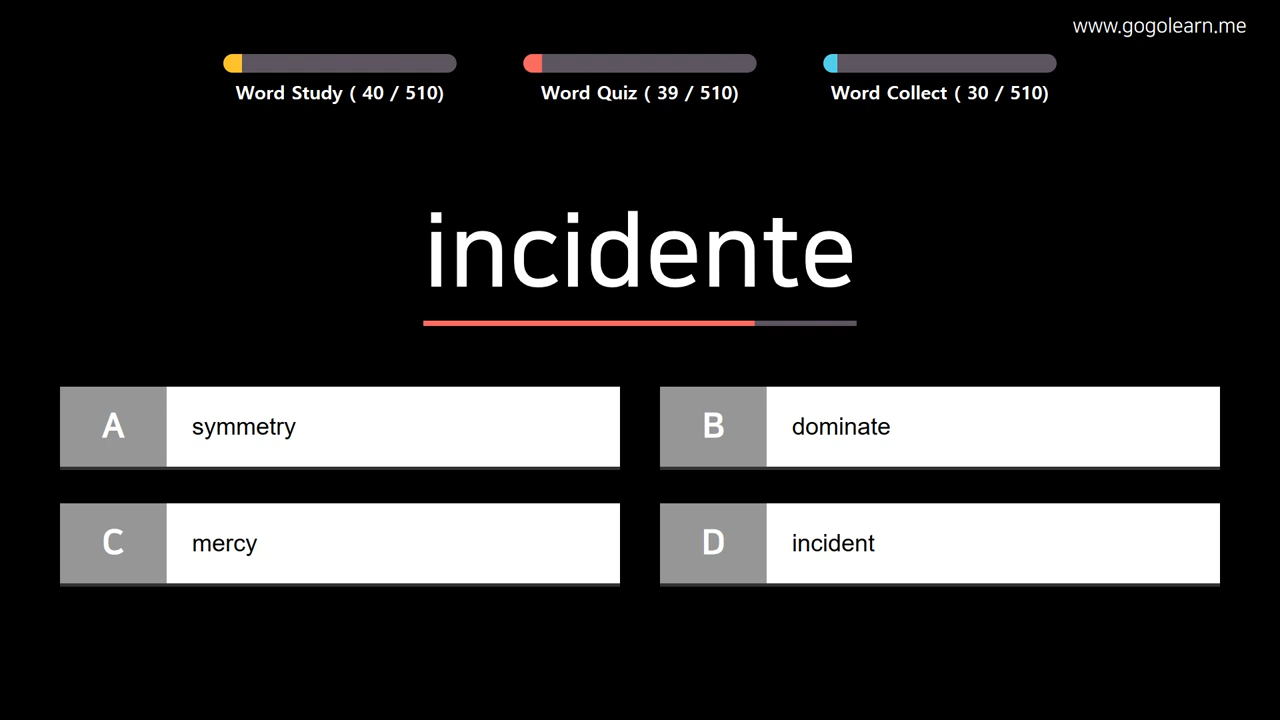 www.gogolearn.me
Word Study ( 40 / 510)
Word Quiz ( 39 / 510)
Word Collect ( 30 / 510)
incidente
A symmetry
B dominate
C mercy
D incident